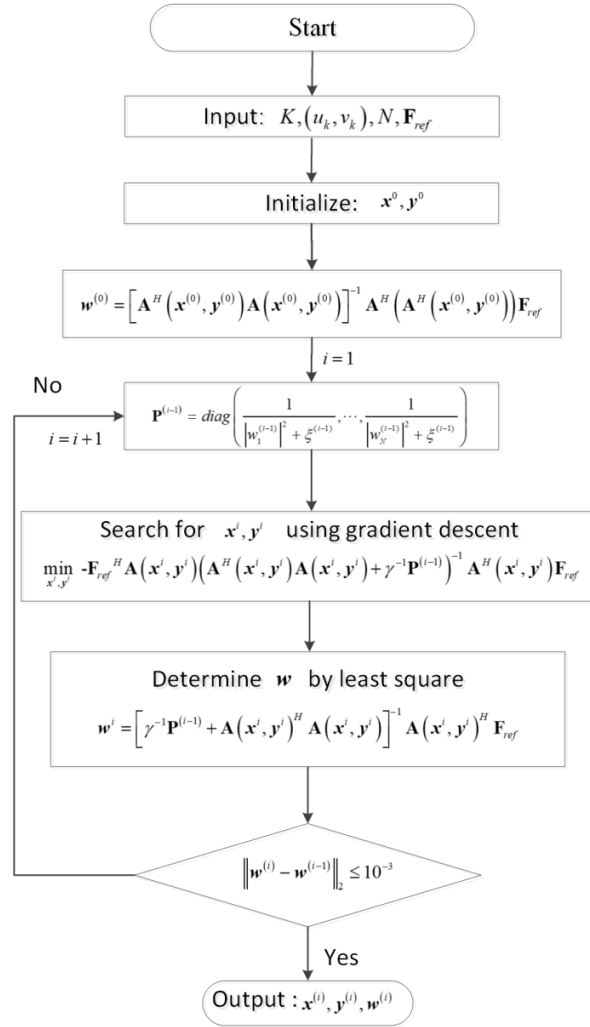 Start
Input: K,(u_k,v_k),N,F_ref
Initialize: x^0,y^0
w^(0) = [A^H(x^(0),y^(0))A(x^(0),y^(0))]^-1 A^H(A^H(x^(0),y^(0)))F_ref
i=1
No
P^(i-1) = diag(1/(|w_1^(i-1)|^2+ξ^(i-1)),⋯,1/(|w_N^(i-1)|^2+ξ^(i-1)))
i=i+1
Search for x^i,y^i using gradient descent
min_{x^i,y^i} -F_ref^H A(x^i,y^i)(A^H(x^i,y^i)A(x^i,y^i)+γ^-1 P^(i-1))^-1 A^H(x^i,y^i)F_ref
Determine w by least square
w^i = [γ^-1 P^(i-1)+A(x^i,y^i)^H A(x^i,y^i)]^-1 A(x^i,y^i)^H F_ref
‖w^(i)-w^(i-1)‖_2 ≤10^-3
Yes
Output : x^(i),y^(i),w^(i)